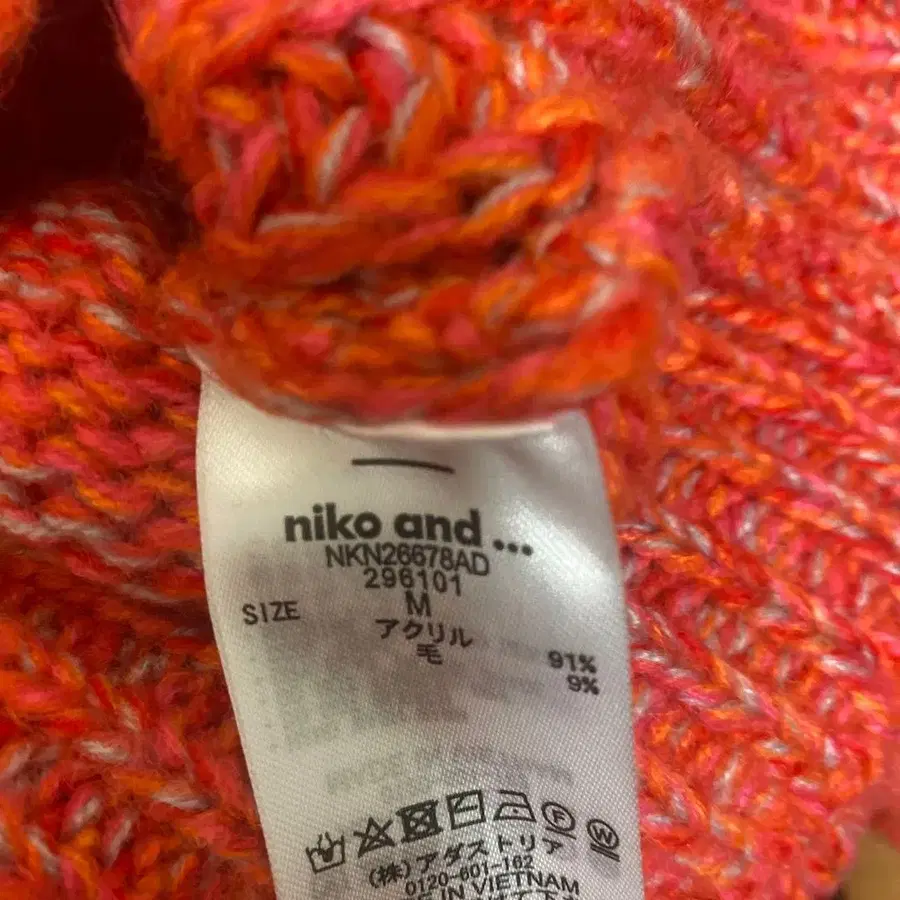 niko and ...
NKN26678AD
296101
SIZE M
アクリル 91%
毛 9%
(株)アダストリア
0120-601-162
IN VIETNAM